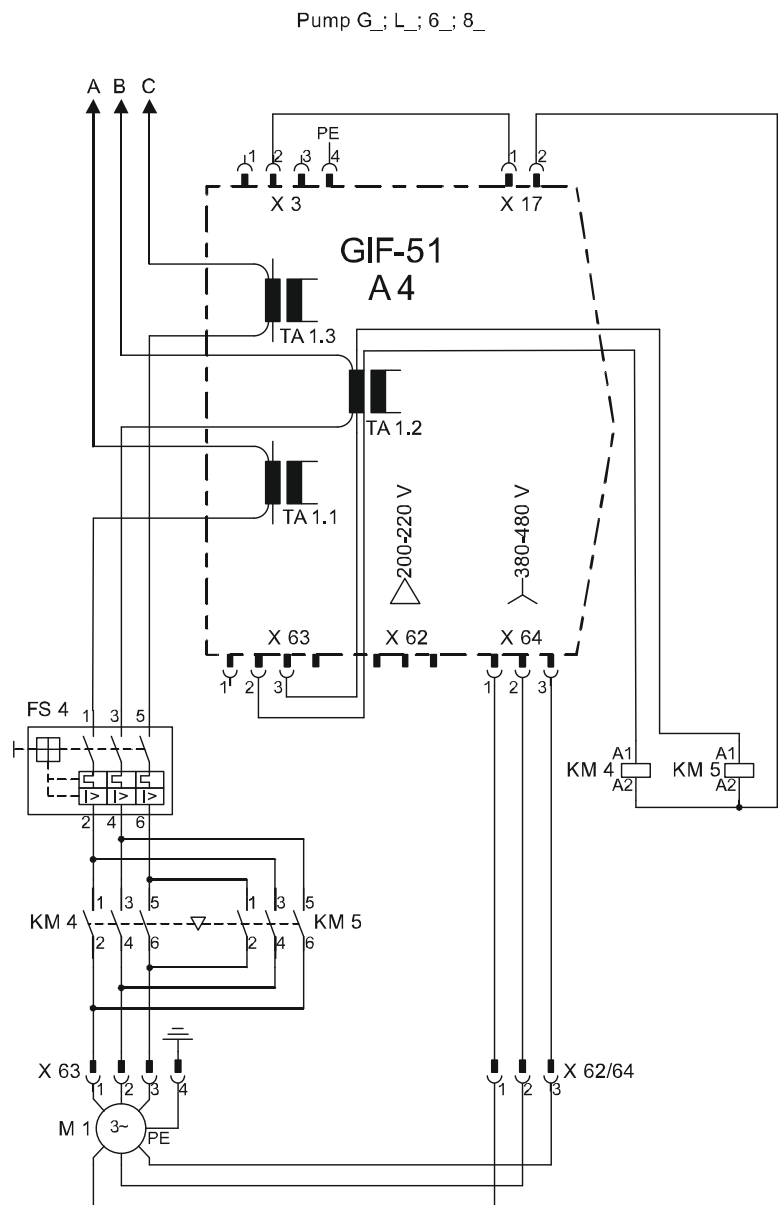 Pump G_; L_; 6_; 8_
A B C
PE
1 2 3 4 1 2
X 3 X 17
GIF-51
A 4
TA 1.3
TA 1.2
TA 1.1
200-220 V 380-480 V
X 63 X 62 X 64
1 2 3 1 2 3
FS 4 1 3 5
I> I> I>
2 4 6
KM 4 A1 A2 KM 5 A1 A2
1 3 5 1 3 5
KM 4 KM 5
2 4 6 2 4 6
X 63 X 62/64
1 2 3 4 1 2 3
M 1 3~ PE